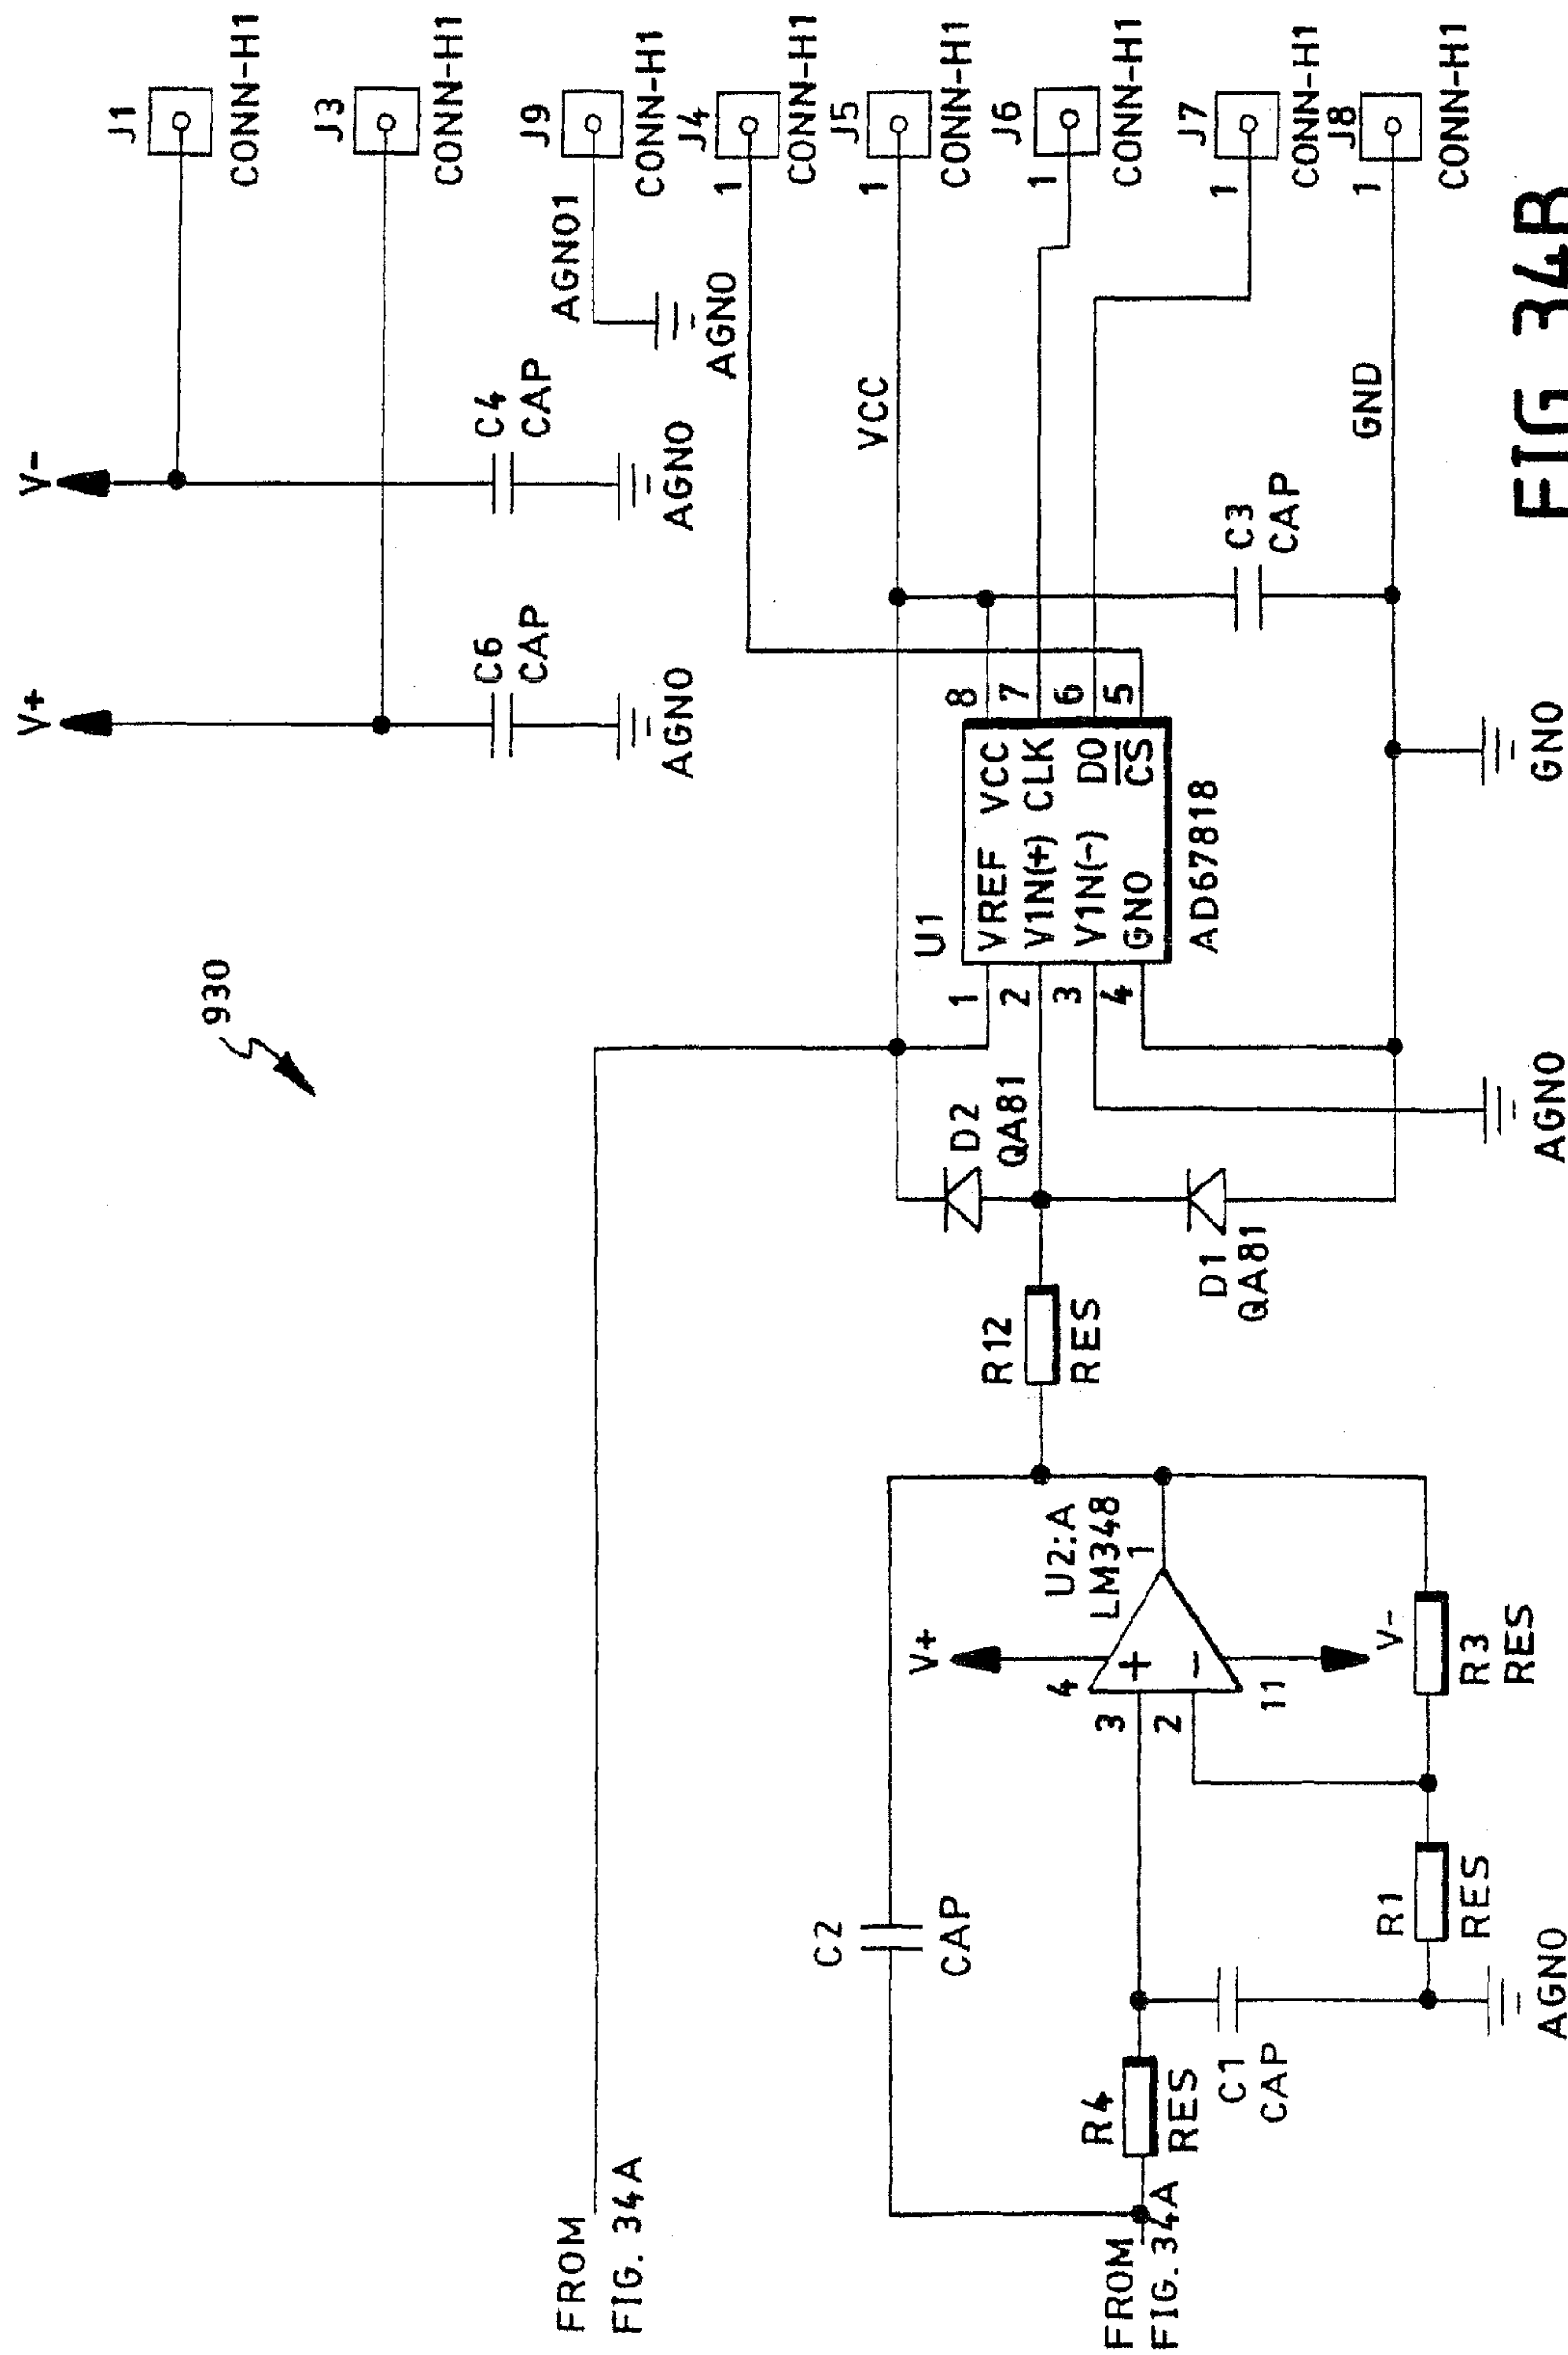 930
V+
V-
J1
CONN-H1
J3
CONN-H1
C6
CAP
AGNO
C4
CAP
AGNO
AGNO1
AGNO
J9
CONN-H1
J4
1
CONN-H1
VCC
J5
1
CONN-H1
J6
1
CONN-H1
J7
1
CONN-H1
J8
1
CONN-H1
GND
C3
CAP
GNO
U1
VREF VCC
V1N(+) CLK
V1N(-) DO
GNO CS
1
2
3
4
8
7
6
5
AD67818
AGNO
D2
QA81
D1
QA81
R12
RES
U2:A
LM348
1
V+
4
+
-
3
2
11
V-
R3
RES
R1
RES
AGNO
C2
CAP
C1
CAP
R4
RES
FROM
FIG. 34A
FROM
FIG. 34A
FIG 34B